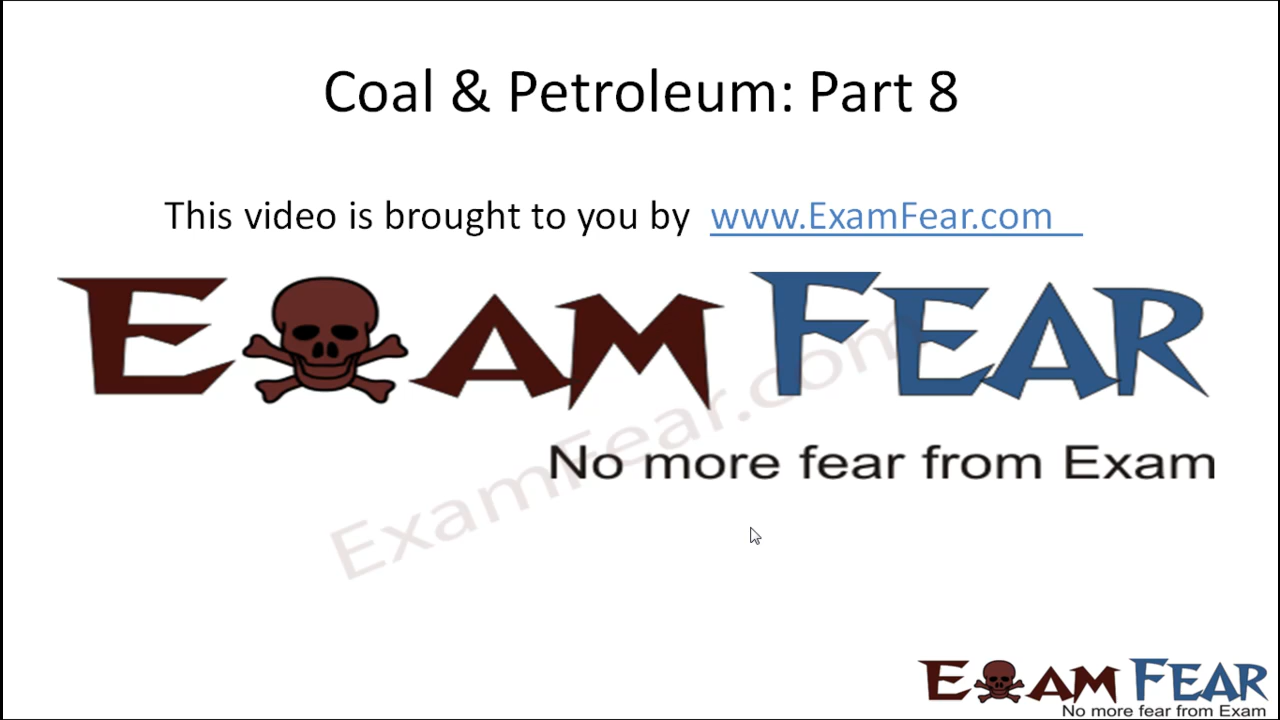 Coal & Petroleum: Part 8
This video is brought to you by www.ExamFear.com
EXAM FEAR
No more fear from Exam
ExamFear.com
EXAM FEAR
No more fear from Exam